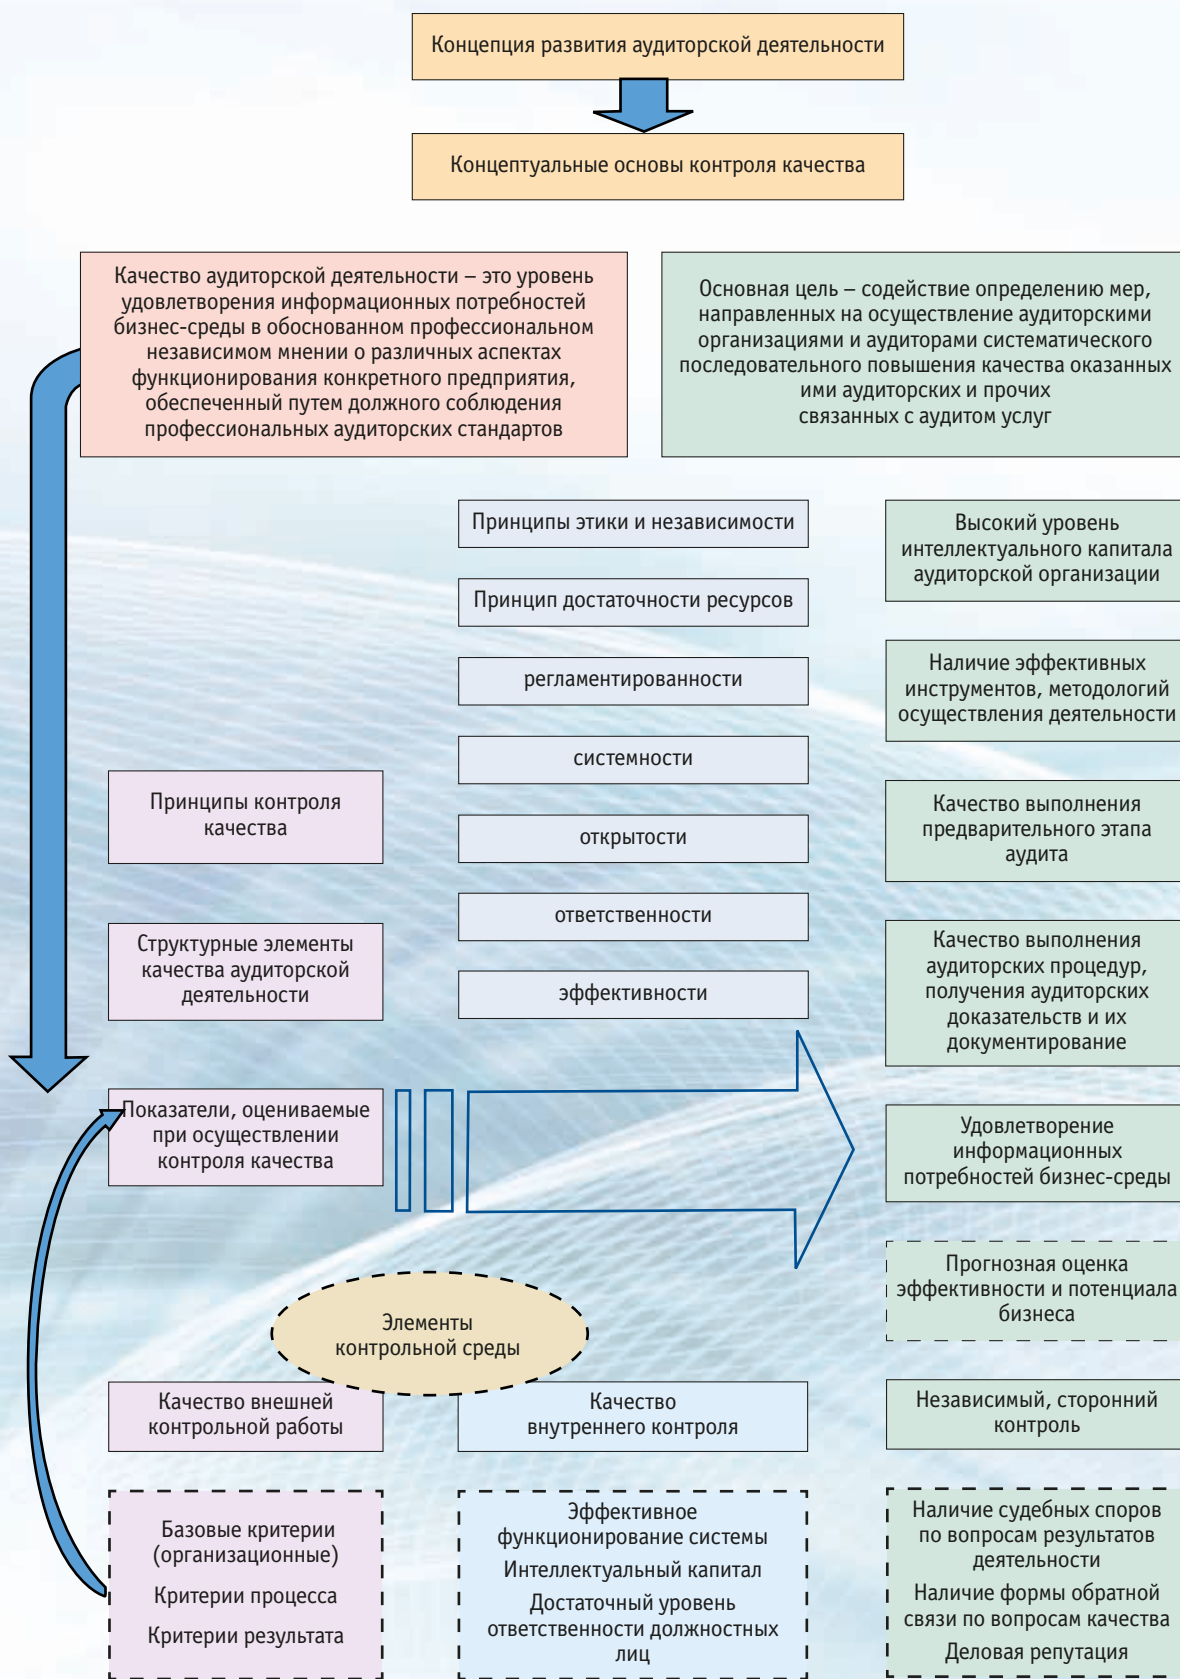 Концепция развития аудиторской деятельности
Концептуальные основы контроля качества
Качество аудиторской деятельности – это уровень
удовлетворения информационных потребностей
бизнес-среды в обоснованном профессиональном
независимом мнении о различных аспектах
функционирования конкретного предприятия,
обеспеченный путем должного соблюдения
профессиональных аудиторских стандартов
Основная цель – содействие определению мер,
направленных на осуществление аудиторскими
организациями и аудиторами систематического
последовательного повышения качества оказанных
ими аудиторских и прочих
связанных с аудитом услуг
Принципы контроля
качества
Структурные элементы
качества аудиторской
деятельности
Показатели, оцениваемые
при осуществлении
контроля качества
Принципы этики и независимости
Принцип достаточности ресурсов
регламентированности
системности
открытости
ответственности
эффективности
Высокий уровень
интеллектуального капитала
аудиторской организации
Наличие эффективных
инструментов, методологий
осуществления деятельности
Качество выполнения
предварительного этапа
аудита
Качество выполнения
аудиторских процедур,
получения аудиторских
доказательств и их
документирование
Удовлетворение
информационных
потребностей бизнес-среды
Прогнозная оценка
эффективности и потенциала
бизнеса
Элементы
контрольной среды
Качество внешней
контрольной работы
Качество
внутреннего контроля
Независимый, сторонний
контроль
Базовые критерии
(организационные)
Критерии процесса
Критерии результата
Эффективное
функционирование системы
Интеллектуальный капитал
Достаточный уровень
ответственности должностных
лиц
Наличие судебных споров
по вопросам результатов
деятельности
Наличие формы обратной
связи по вопросам качества
Деловая репутация